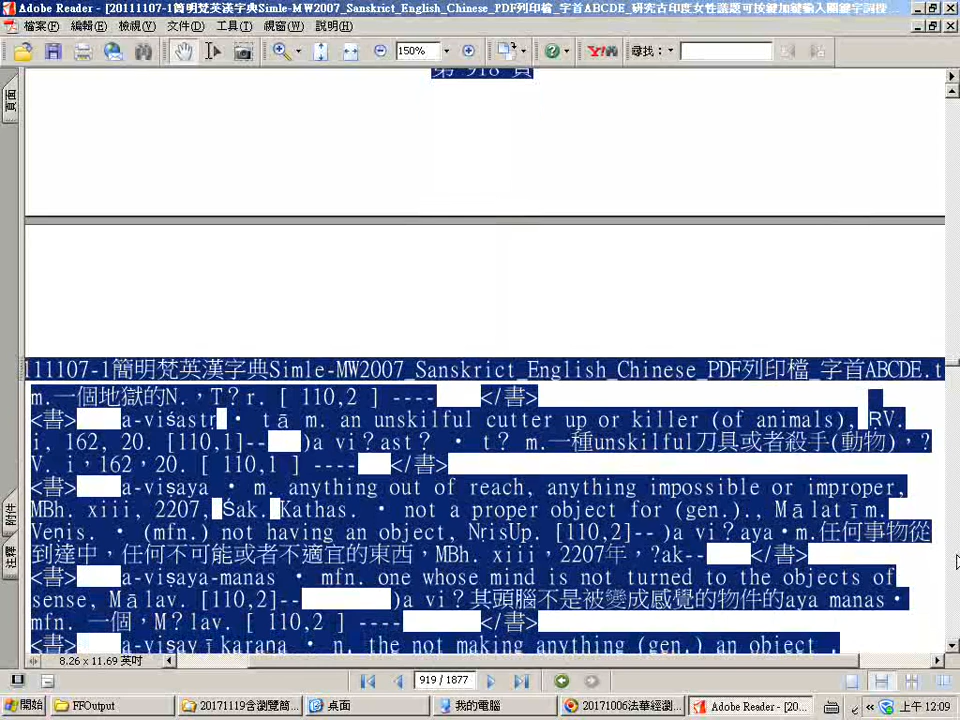 Adobe Reader - [20111107-1簡明梵英漢字典Simle-MW2007_Sanskrict_English_Chinese_PDF列印檔_字首ABCDE_研究古印度女性議題可按鍵加鍵輸入關鍵字詞搜
檔案(F) 編輯(E) 檢視(V) 文件(D) 工具(T) 視窗(W) 說明(H)
150% 尋找:
頁面
第 918 頁
111107-1簡明梵英漢字典Simle-MW2007_Sanskrict_English_Chinese_PDF列印檔_字首ABCDE.t
m.一個地獄的N.，T？r. [ 110,2 ] ---- </書>
<書> a-viśastṛ • tā m. an unskilful cutter up or killer (of animals), RV.
i, 162, 20. [110,1]-- )a vi？ast？ • t？ m.一種unskilful刀具或者殺手(動物)，？
V. i，162，20. [ 110,1 ] ---- </書>
<書> a-viṣaya • m. anything out of reach, anything impossible or improper,
MBh. xiii, 2207, Śak. Kathas. • not a proper object for (gen.)., Mālatīm.
Veṇis. • (mfn.) not having an object, NṛisUp. [110,2]-- )a vi？aya•m.任何事物從
到達中，任何不可能或者不適宜的東西，MBh. xiii，2207年，?ak-- </書>
<書> a-viṣaya-manas • mfn. one whose mind is not turned to the objects of
sense, Mālav. [110,2]-- )a vi？其頭腦不是被變成感覺的物件的aya manas•
mfn. 一個，M？lav. [ 110,2 ] ---- </書>
<書> a-viṣayīkaraṇa • n. the not making anything (gen.) an object ,
附件
注釋
8.26 x 11.69 英吋
919 / 1877
開始 FFOutput 20171119含瀏覽簡... 桌面 我的電腦 20171006法華經瀏... Adobe Reader - [20... 上午 12:09